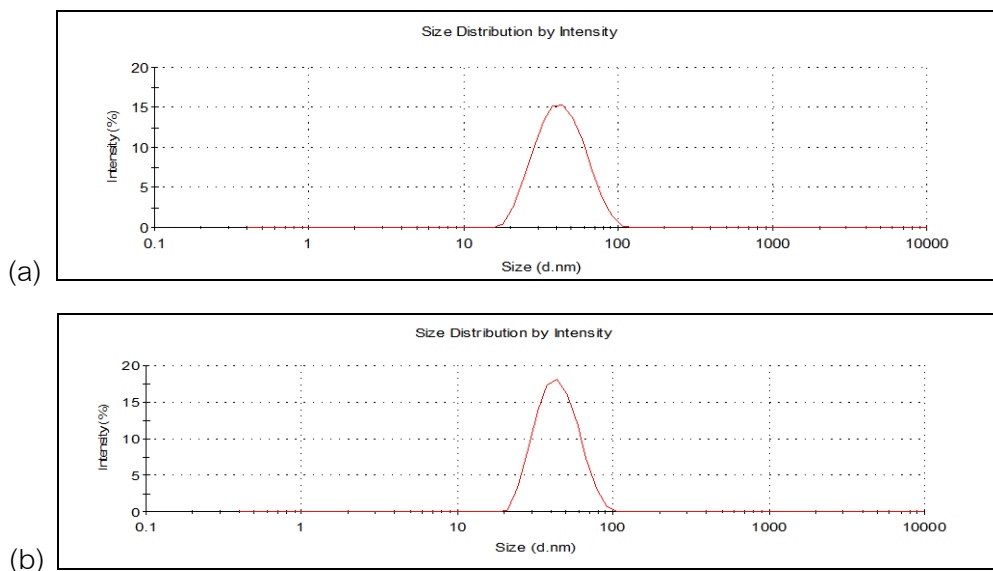 Size Distribution by Intensity
20
15
10
5
0
Intensity (%)
0.1 1 10 100 1000 10000
Size (d.nm)
(a)
Size Distribution by Intensity
20
15
10
5
0
Intensity (%)
0.1 1 10 100 1000 10000
Size (d.nm)
(b)